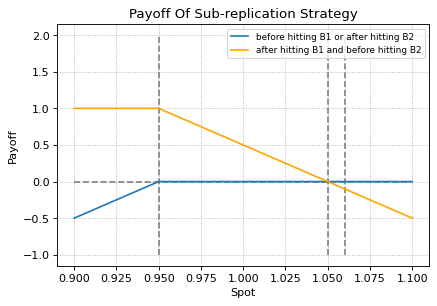 Payoff Of Sub-replication Strategy
before hitting B1 or after hitting B2
after hitting B1 and before hitting B2
2.0
1.5
1.0
0.5
0.0
−0.5
−1.0
Payoff
0.900 0.925 0.950 0.975 1.000 1.025 1.050 1.075 1.100
Spot